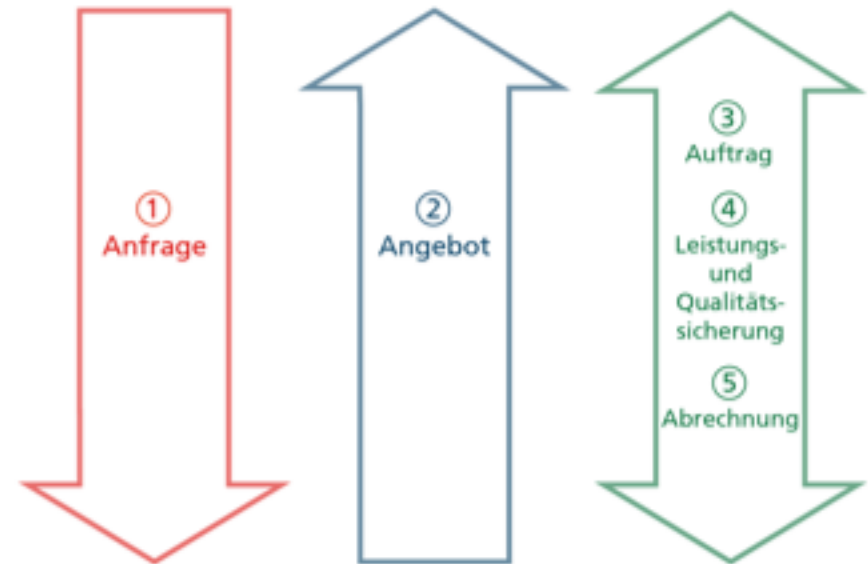 ①
Anfrage
②
Angebot
③
Auftrag
④
Leistungs-
und
Qualitäts-
sicherung
⑤
Abrechnung